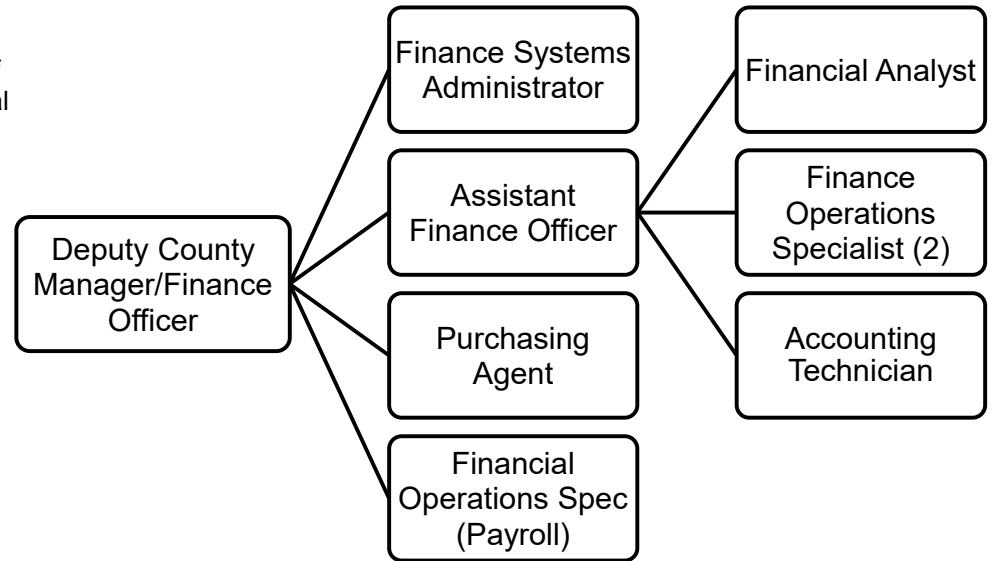 al
Deputy County
Manager/Finance
Officer
Finance Systems
Administrator
Assistant
Finance Officer
Purchasing
Agent
Financial
Operations Spec
(Payroll)
Financial Analyst
Finance
Operations
Specialist (2)
Accounting
Technician